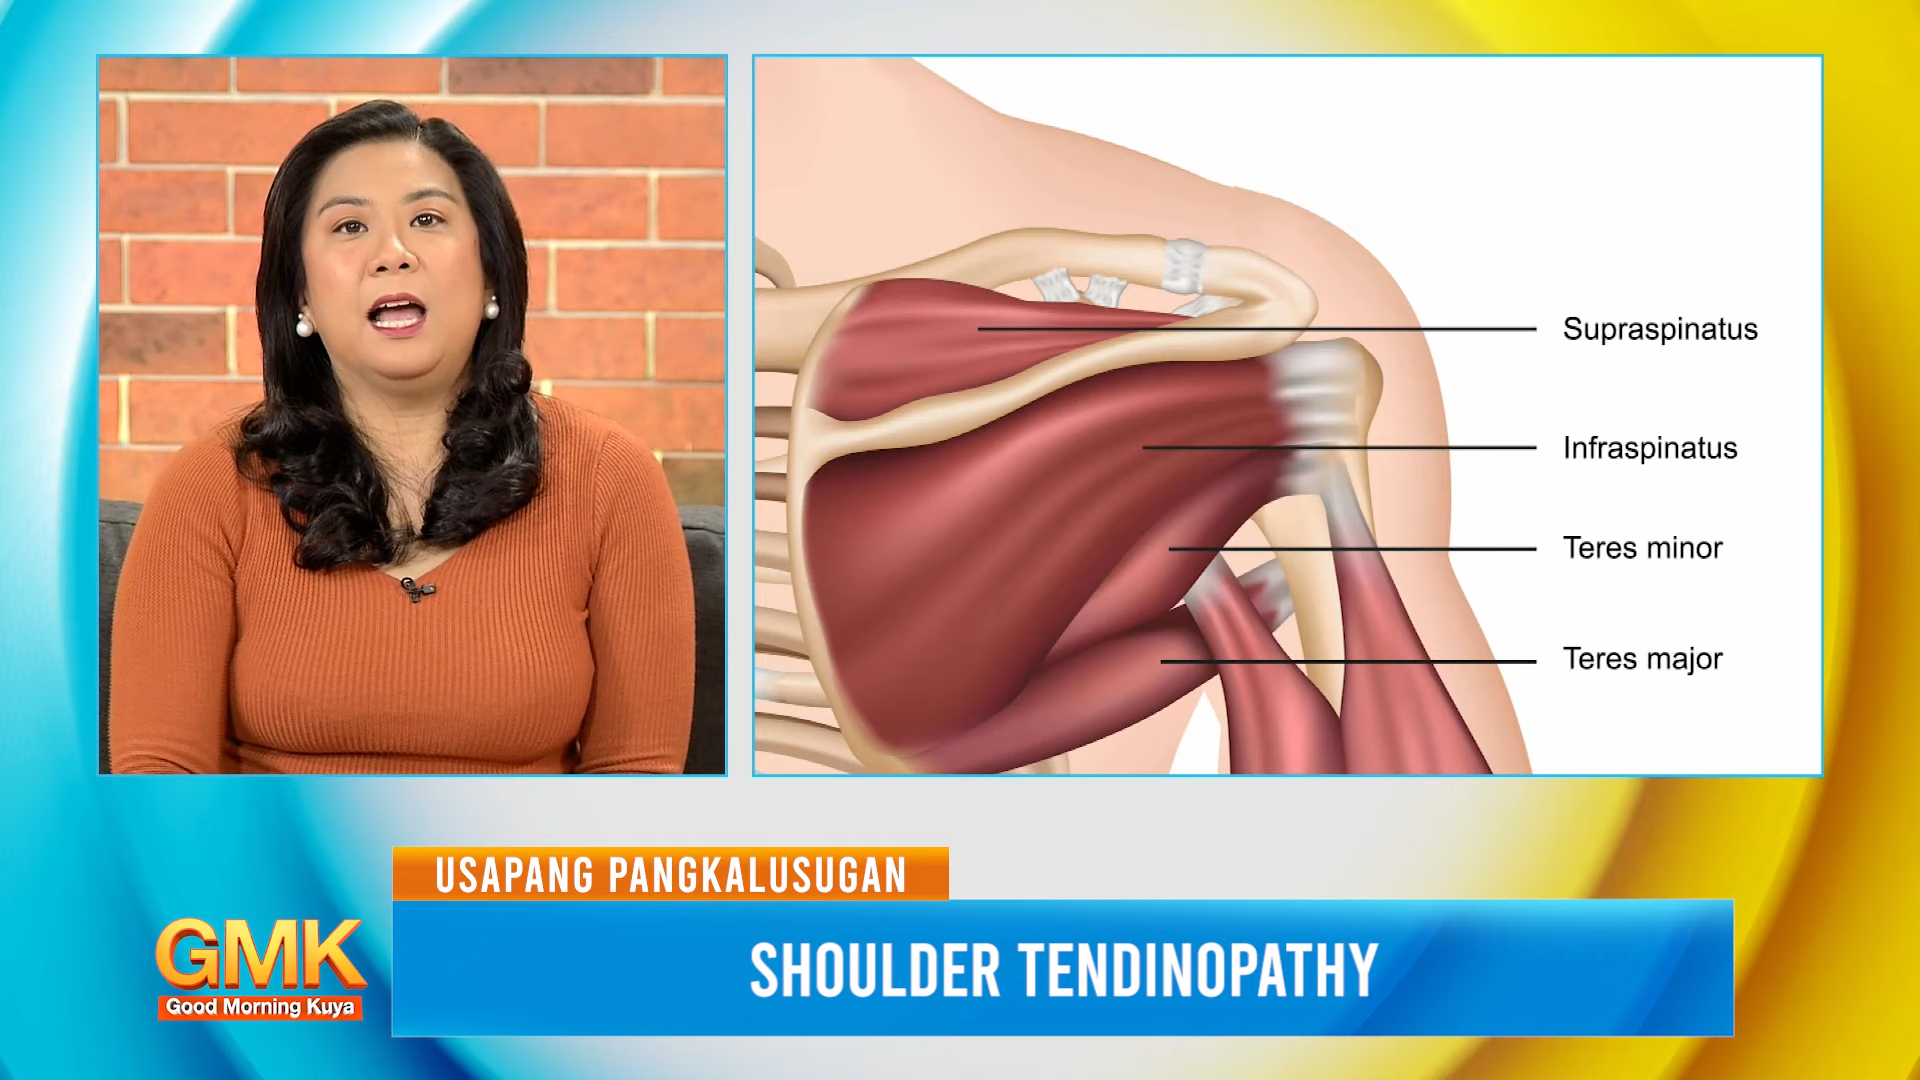 Supraspinatus
Infraspinatus
Teres minor
Teres major
USAPANG PANGKALUSUGAN
SHOULDER TENDINOPATHY
GMK
Good Morning Kuya